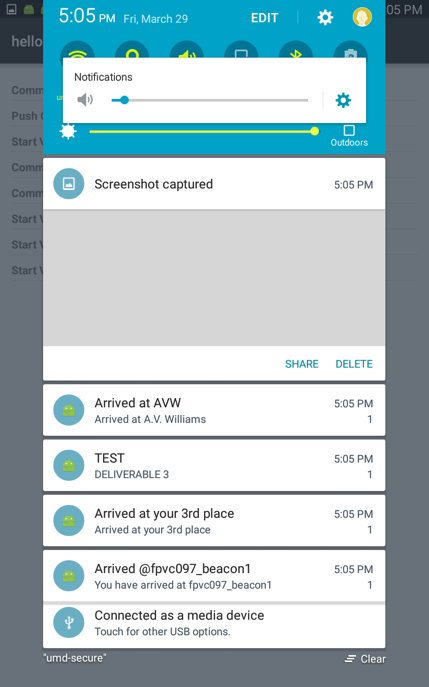 5:05 PM Fri, March 29 EDIT
05 PM
hello
Notifications
Outdoors
Comm
Push
Start
Comm
Comm
Start
Start
Start
Screenshot captured 5:05 PM
SHARE DELETE
Arrived at AVW 5:05 PM
Arrived at A.V. Williams 1
TEST 5:05 PM
DELIVERABLE 3 1
Arrived at your 3rd place 5:05 PM
Arrived at your 3rd place 1
Arrived @fpvc097_beacon1 5:05 PM
You have arrived at fpvc097_beacon1 1
Connected as a media device
Touch for other USB options.
"umd-secure" Clear